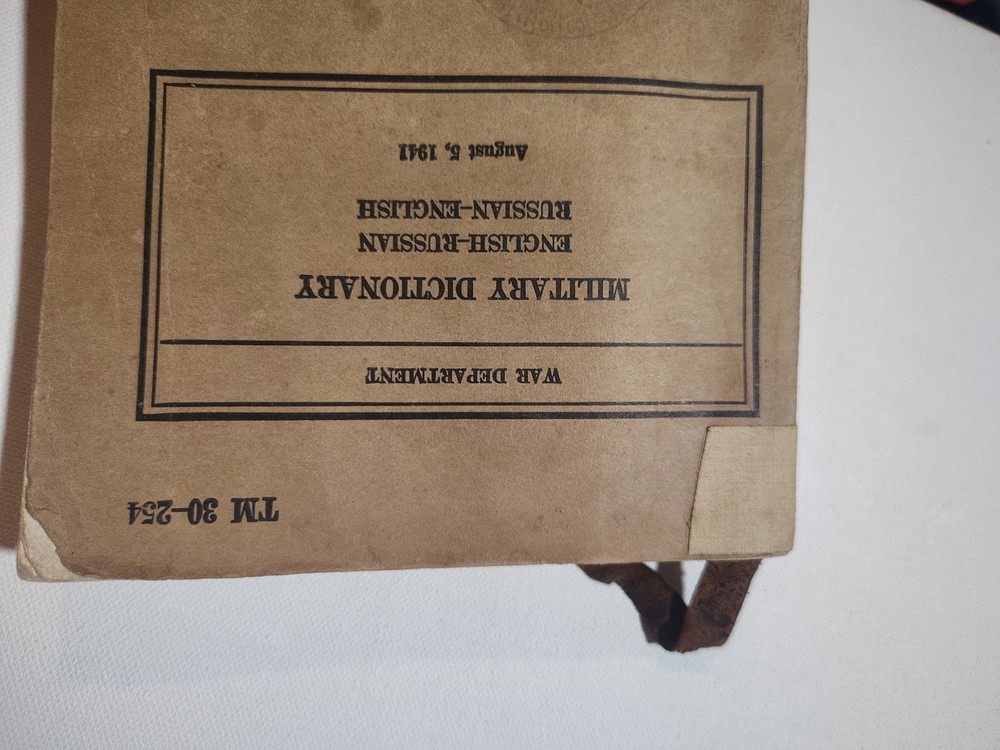 TM 30-254
WAR DEPARTMENT
MILITARY DICTIONARY
ENGLISH-RUSSIAN
RUSSIAN-ENGLISH
August 5, 1941